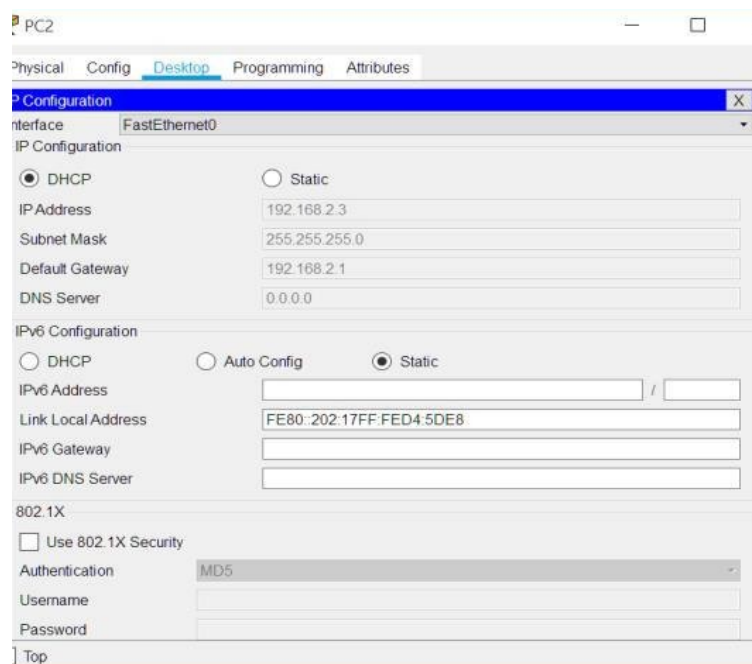 PC2
Physical Config Desktop Programming Attributes
IP Configuration X
Interface FastEthernet0
IP Configuration
DHCP Static
IP Address 192.168.2.3
Subnet Mask 255.255.255.0
Default Gateway 192.168.2.1
DNS Server 0.0.0.0
IPv6 Configuration
DHCP Auto Config Static
IPv6 Address /
Link Local Address FE80::202:17FF:FED4:5DE8
IPv6 Gateway
IPv6 DNS Server
802.1X
Use 802.1X Security
Authentication MD5
Username
Password
Top